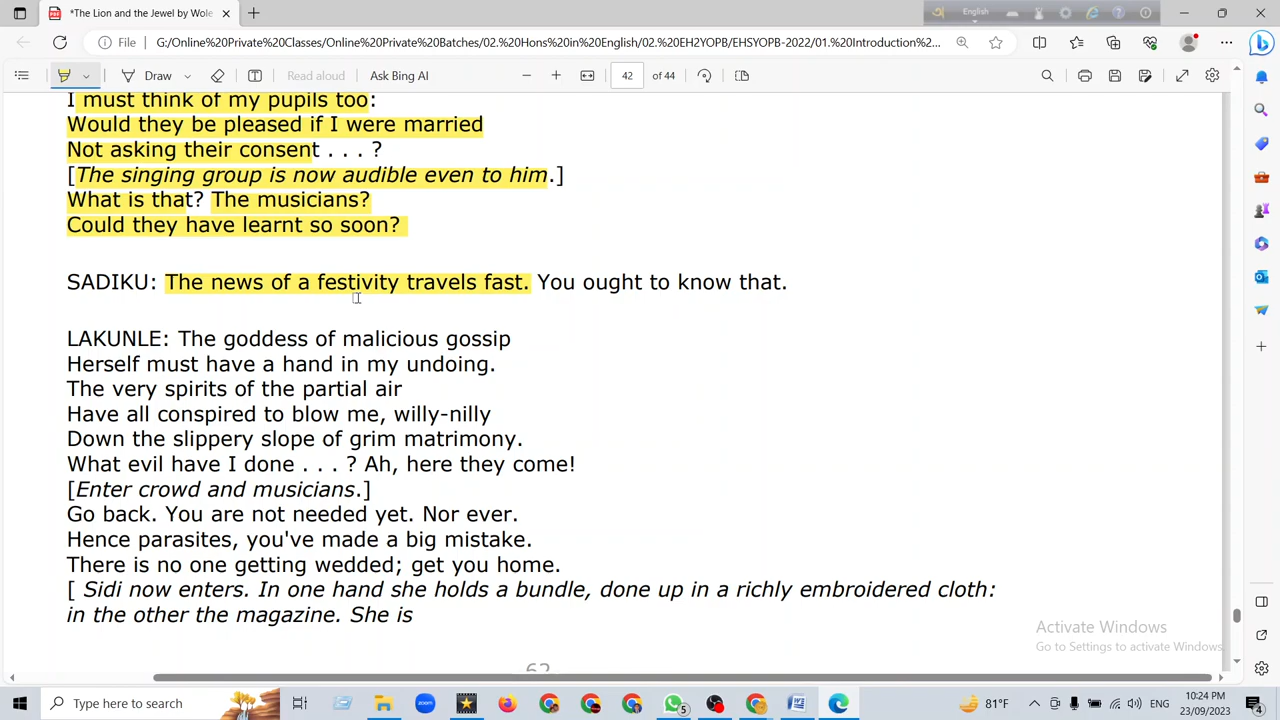 *The Lion and the Jewel by Wole
English
File
G:/Online%20Private%20Classes/Online%20Private%20Batches/02.%20Hons%20in%20English/02.%20EH2YOPB/EHSYOPB-2022/01.%20Introduction%20...
Draw
Read aloud
Ask Bing AI
42
of 44
I must think of my pupils too:
Would they be pleased if I were married
Not asking their consent . . . ?
[The singing group is now audible even to him.]
What is that? The musicians?
Could they have learnt so soon?
SADIKU: The news of a festivity travels fast. You ought to know that.
LAKUNLE: The goddess of malicious gossip
Herself must have a hand in my undoing.
The very spirits of the partial air
Have all conspired to blow me, willy-nilly
Down the slippery slope of grim matrimony.
What evil have I done . . . ? Ah, here they come!
[Enter crowd and musicians.]
Go back. You are not needed yet. Nor ever.
Hence parasites, you've made a big mistake.
There is no one getting wedded; get you home.
[ Sidi now enters. In one hand she holds a bundle, done up in a richly embroidered cloth:
in the other the magazine. She is
62
Activate Windows
Go to Settings to activate Windows.
Type here to search
zoom
5
81°F
ENG
10:24 PM
23/09/2023
4